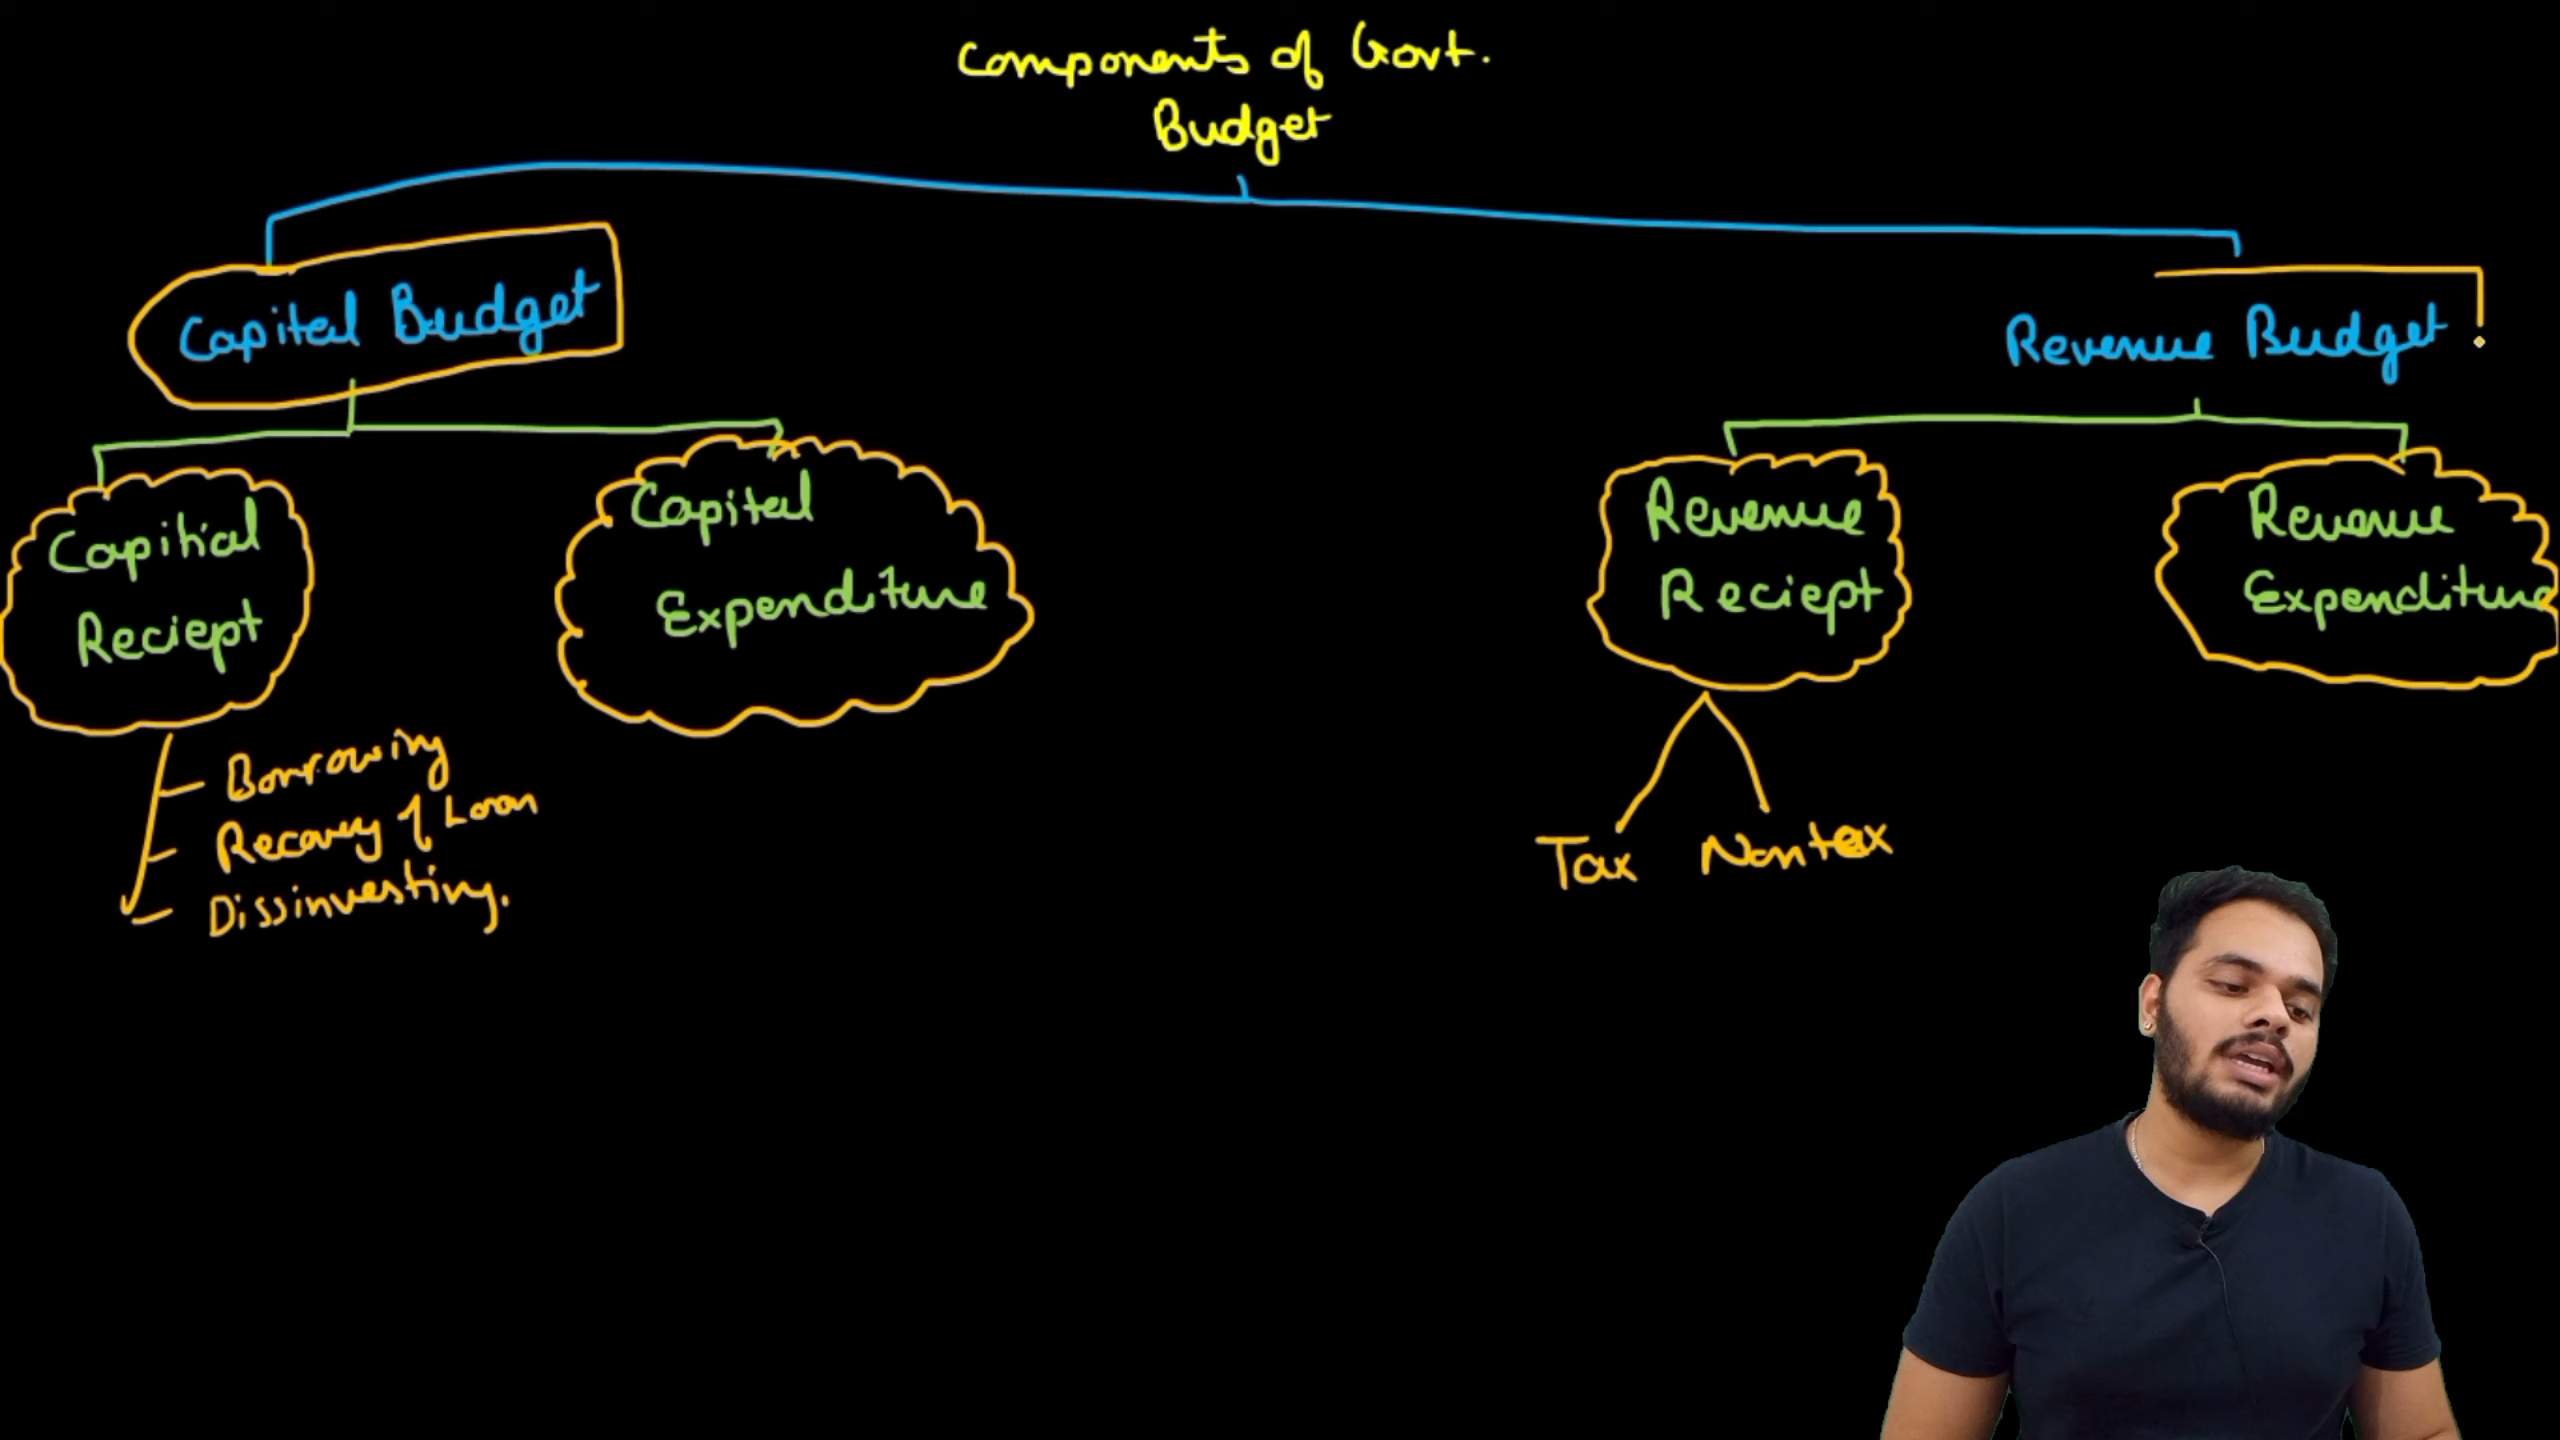 Components of Govt.
Budget
Capital Budget
Revenue Budget
Capitial
Reciept
Capital
Expenditure
Revenue
Reciept
Revenue
Expenditure
Borrowing
Recovery of Loan
Dissinvesting.
Tax
Nontax